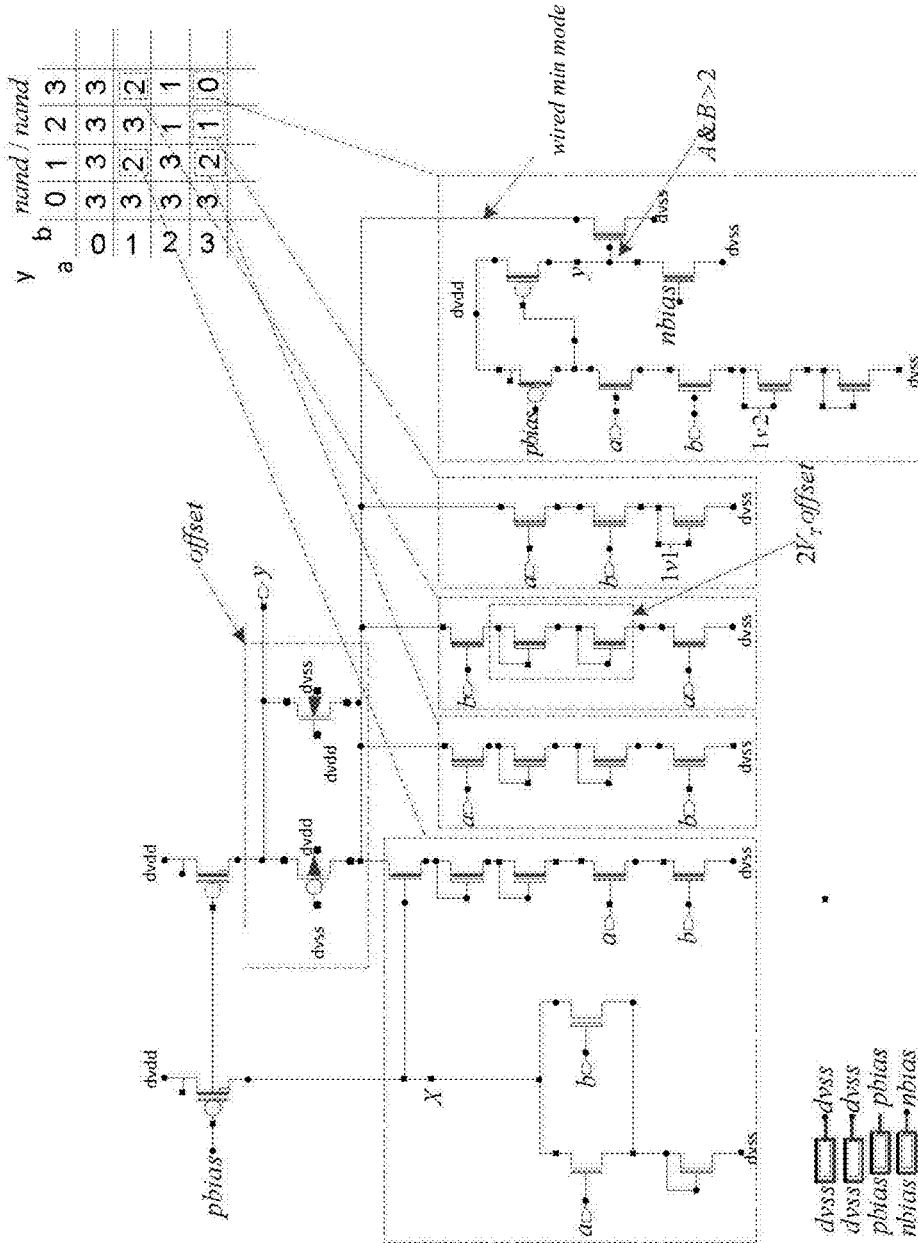 y nand / nand
a b 0 1 2 3
0 3 3 3 3
1 3 2 3 2
2 3 3 1 1
3 3 2 1 0
dvdd
dvdd
pbias
offset
y
dvdd
dvss
dvss
dvdd
wired min mode
X
a
b
dvss
a
b
dvss
a
b
dvss
b
a
dvss
2V_T offset
a
b
1v1
dvss
dvdd
pbias
a
b
1v2
dvss
y
nbias
dvss
dvss
A&B>2
dvss dvss
dvss dvss
pbias pbias
nbias nbias